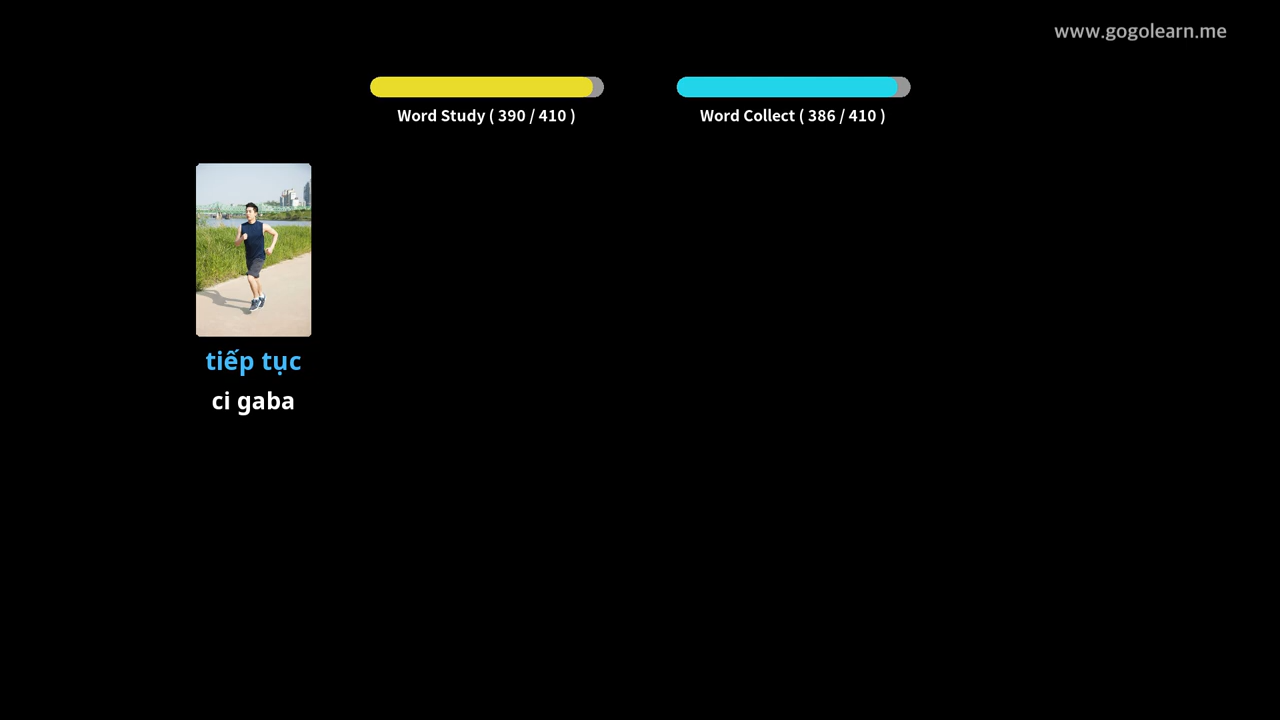 www.gogolearn.me
Word Study ( 390 / 410 )
Word Collect ( 386 / 410 )
tiếp tục
ci gaba